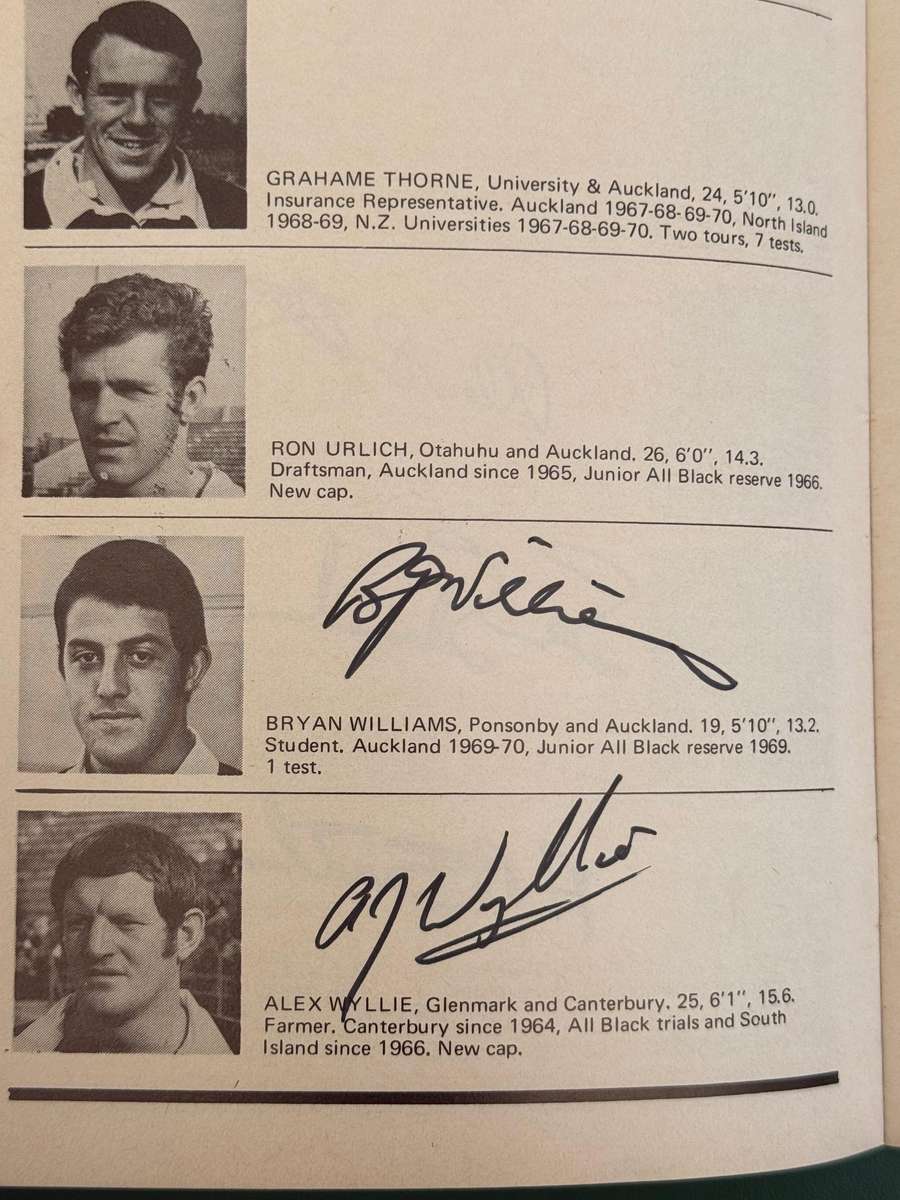 GRAHAME THORNE, University & Auckland, 24, 5'10", 13.0.
Insurance Representative. Auckland 1967-68-69-70, North Island
1968-69, N.Z. Universities 1967-68-69-70. Two tours, 7 tests.
RON URLICH, Otahuhu and Auckland. 26, 6'0", 14.3.
Draftsman, Auckland since 1965, Junior All Black reserve 1966.
New cap.
BG Williams
BRYAN WILLIAMS, Ponsonby and Auckland. 19, 5'10", 13.2.
Student. Auckland 1969-70, Junior All Black reserve 1969.
1 test.
AJ Wyllie
ALEX WYLLIE, Glenmark and Canterbury. 25, 6'1", 15.6.
Farmer. Canterbury since 1964, All Black trials and South
Island since 1966. New cap.